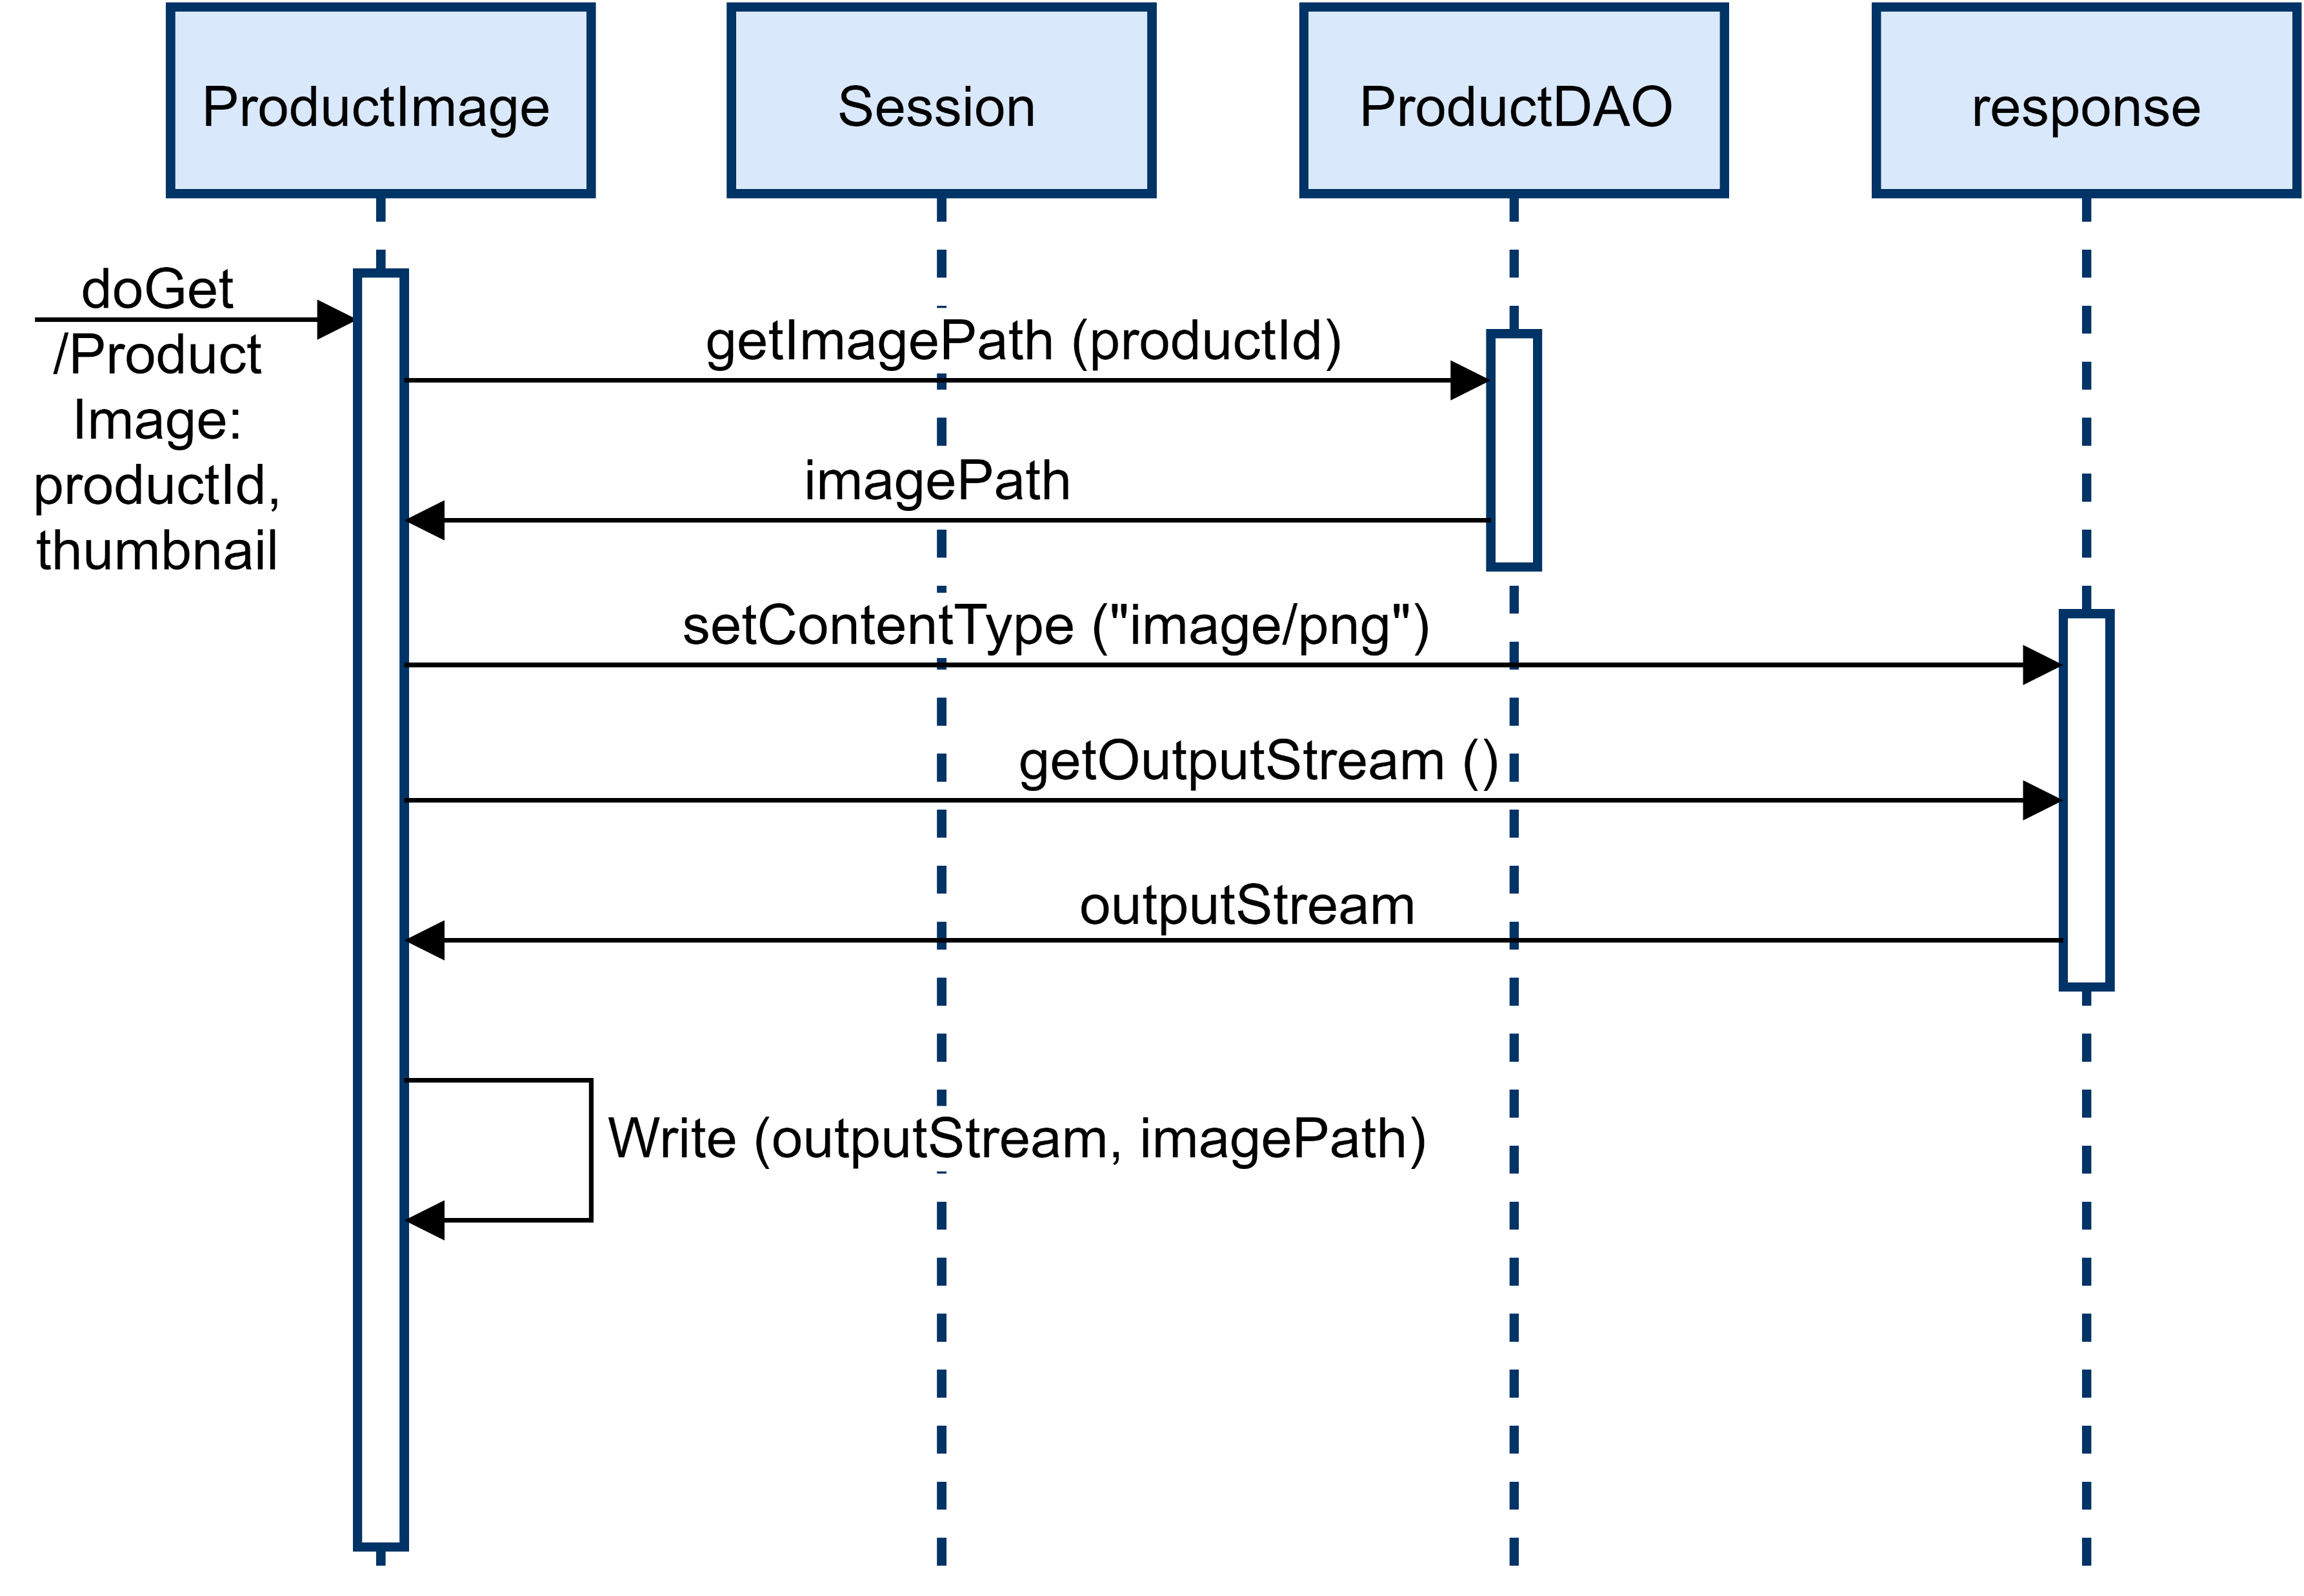 ProductImage
Session
ProductDAO
response
doGet
/Product
Image:
productId,
thumbnail
getImagePath (productId)
imagePath
setContentType ("image/png")
getOutputStream ()
outputStream
Write (outputStream, imagePath)